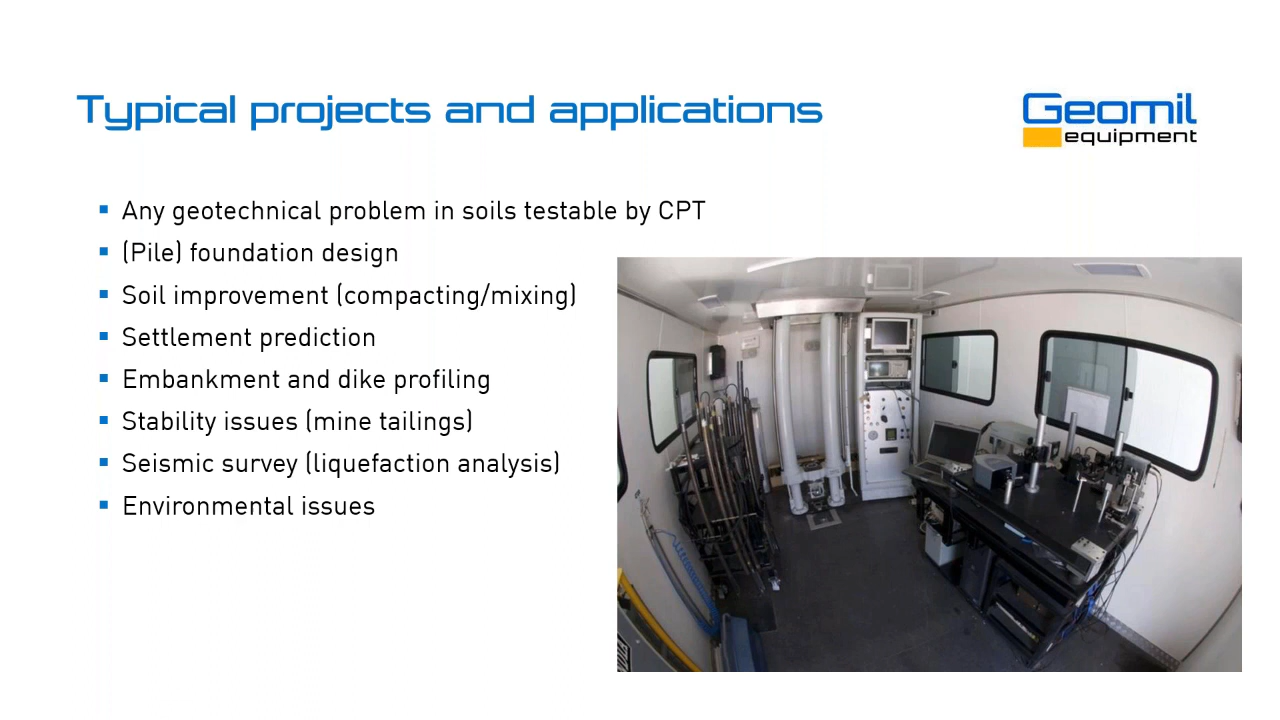 Typical projects and applications
Geomil
equipment
Any geotechnical problem in soils testable by CPT
(Pile) foundation design
Soil improvement (compacting/mixing)
Settlement prediction
Embankment and dike profiling
Stability issues (mine tailings)
Seismic survey (liquefaction analysis)
Environmental issues